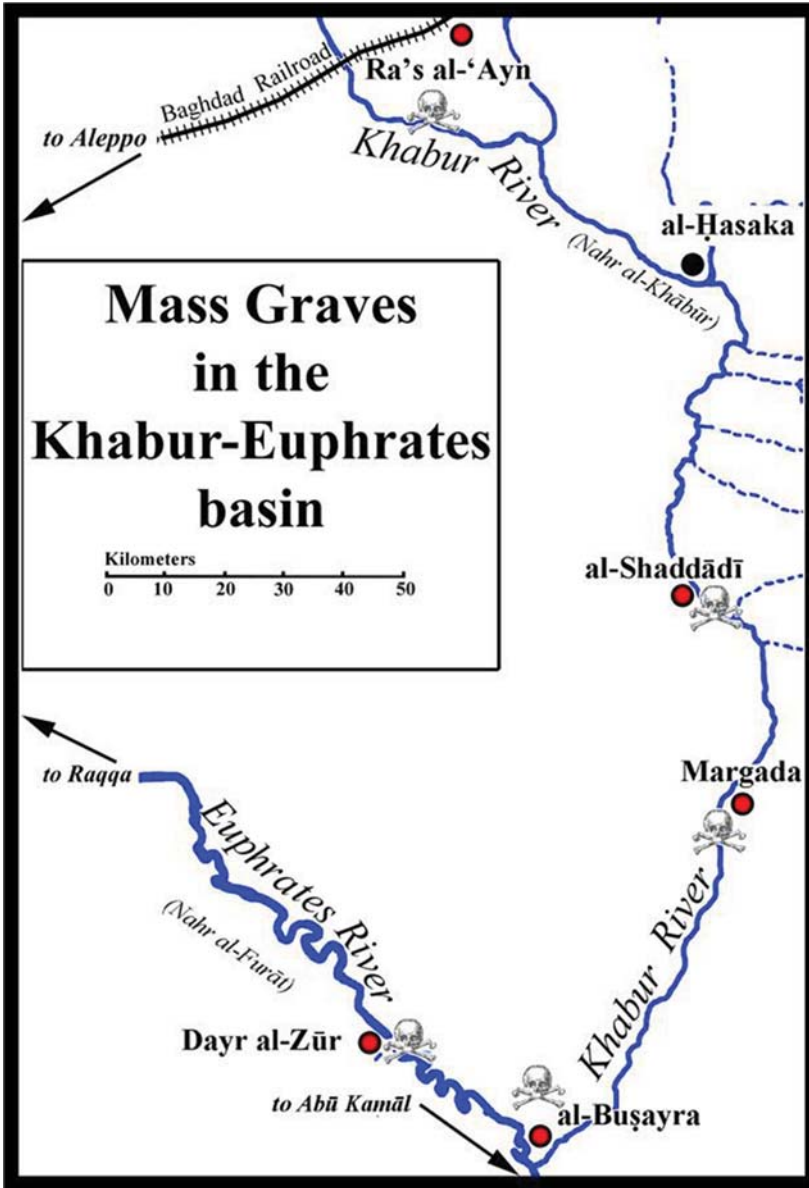 Ra's al-‘Ayn
Baghdad Railroad
to Aleppo
Khabur River
(Nahr al-Khābūr)
al-Ḥasaka
Mass Graves
in the
Khabur-Euphrates
basin
Kilometers
0 10 20 30 40 50
al-Shaddādī
to Raqqa
Margada
Euphrates River
(Nahr al-Furāt)
Khabur River
Dayr al-Zūr
to Abū Kamāl
al-Buṣayra